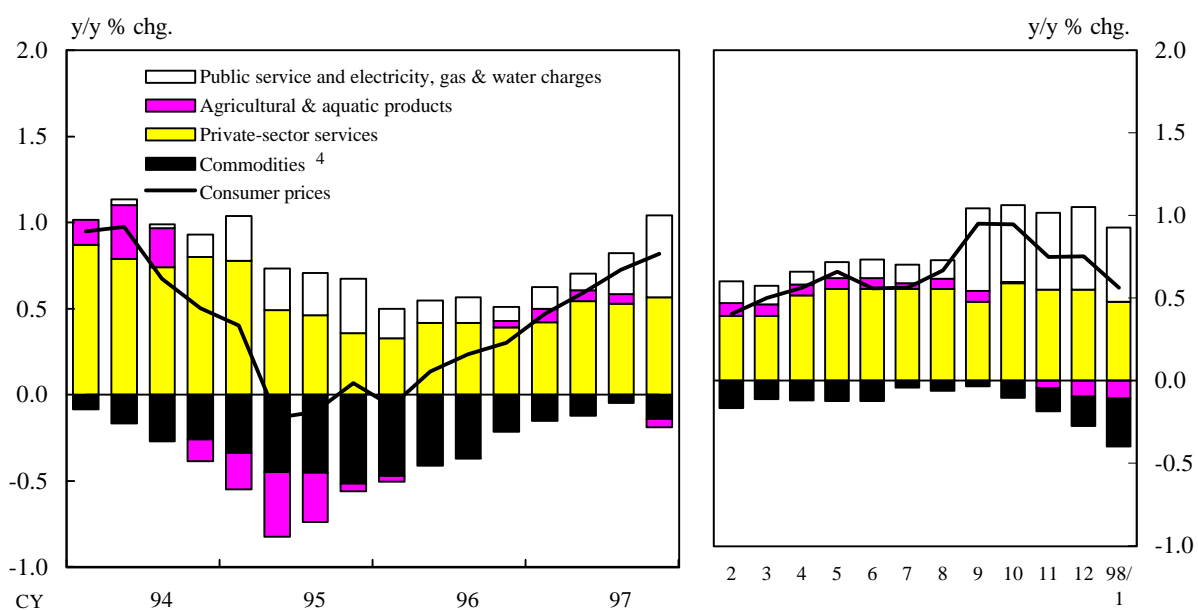 y/y % chg.
y/y % chg.
2.0
1.5
1.0
0.5
0.0
-0.5
-1.0
Public service and electricity, gas & water charges
Agricultural & aquatic products
Private-sector services
Commodities 4
Consumer prices
CY 94 95 96 97
2.0
1.5
1.0
0.5
0.0
-0.5
-1.0
2 3 4 5 6 7 8 9 10 11 12 98/
1